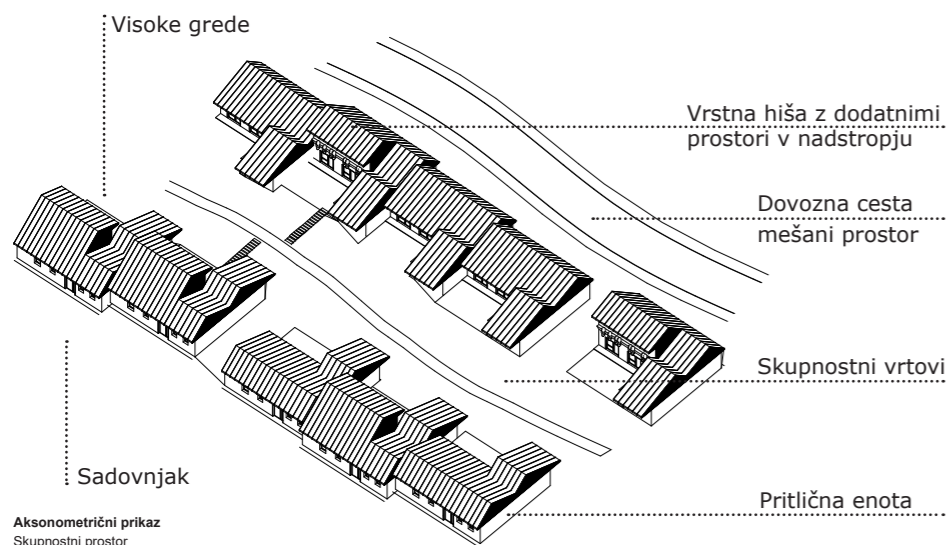 Visoke grede
Vrstna hiša z dodatnimi
prostori v nadstropju
Dovozna cesta
mešani prostor
Skupnostni vrtovi
Sadovnjak
Pritlična enota
Aksonometrični prikaz
Skupnostni prostor